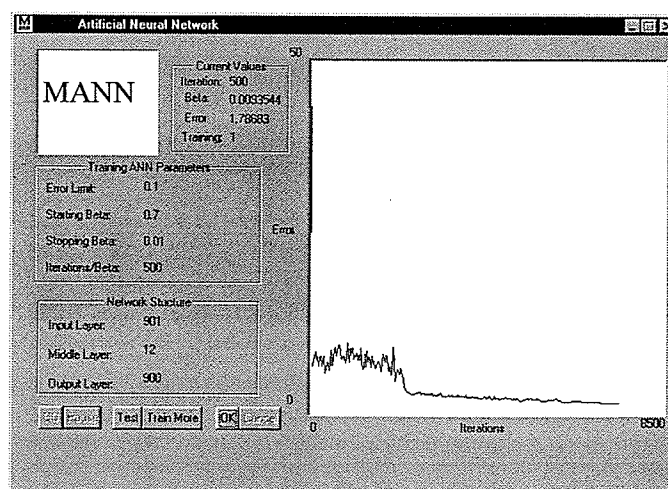 M Artificial Neural Network
MANN
Current Values
Iteration: 500
Beta: 0.0093544
Error: 1.78683
Training: 1
Training ANN Parameters
Error Limit: 0.1
Starting Beta: 0.7
Stopping Beta: 0.01
Iterations/Beta: 500
Network Stucture
Input Layer: 901
Middle Layer: 12
Output Layer: 900
Test Train More OK
50
Error
0
0 Iterations 8500